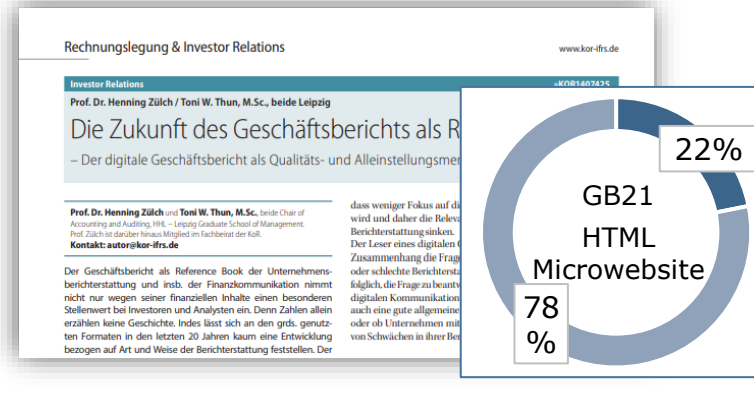 Rechnungslegung & Investor Relations
www.kor-ifrs.de
Investor Relations
»KOR1407425
Prof. Dr. Henning Zülch / Toni W. Thun, M.Sc., beide Leipzig
Die Zukunft des Geschäftsberichts als R
– Der digitale Geschäftsbericht als Qualitäts- und Alleinstellungsmer
Prof. Dr. Henning Zülch und Toni W. Thun, M.Sc., beide Chair of
Accounting and Auditing, HHL – Leipzig Graduate School of Management.
Prof. Zülch ist darüber hinaus Mitglied im Fachbeirat der KoR.
Kontakt: autor@kor-ifrs.de
Der Geschäftsbericht als Reference Book der Unternehmens-
berichterstattung und insb. der Finanzkommunikation nimmt
nicht nur wegen seiner finanziellen Inhalte einen besonderen
Stellenwert bei Investoren und Analysten ein. Denn Zahlen allein
erzählen keine Geschichte. Indes lässt sich an den grds. genutz-
ten Formaten in den letzten 20 Jahren kaum eine Entwicklung
bezogen auf Art und Weise der Berichterstattung feststellen. Der
dass weniger Fokus auf di
wird und daher die Releva
Berichterstattung sinken.
Der Leser eines digitalen
Zusammenhang die Frage
oder schlechte Berichtersta
folglich, die Frage zu beantw
digitalen Kommunikation
auch eine gute allgemeine
oder ob Unternehmen mit
von Schwächen in ihrer Ber
22%
GB21
HTML
Microwebsite
78
%